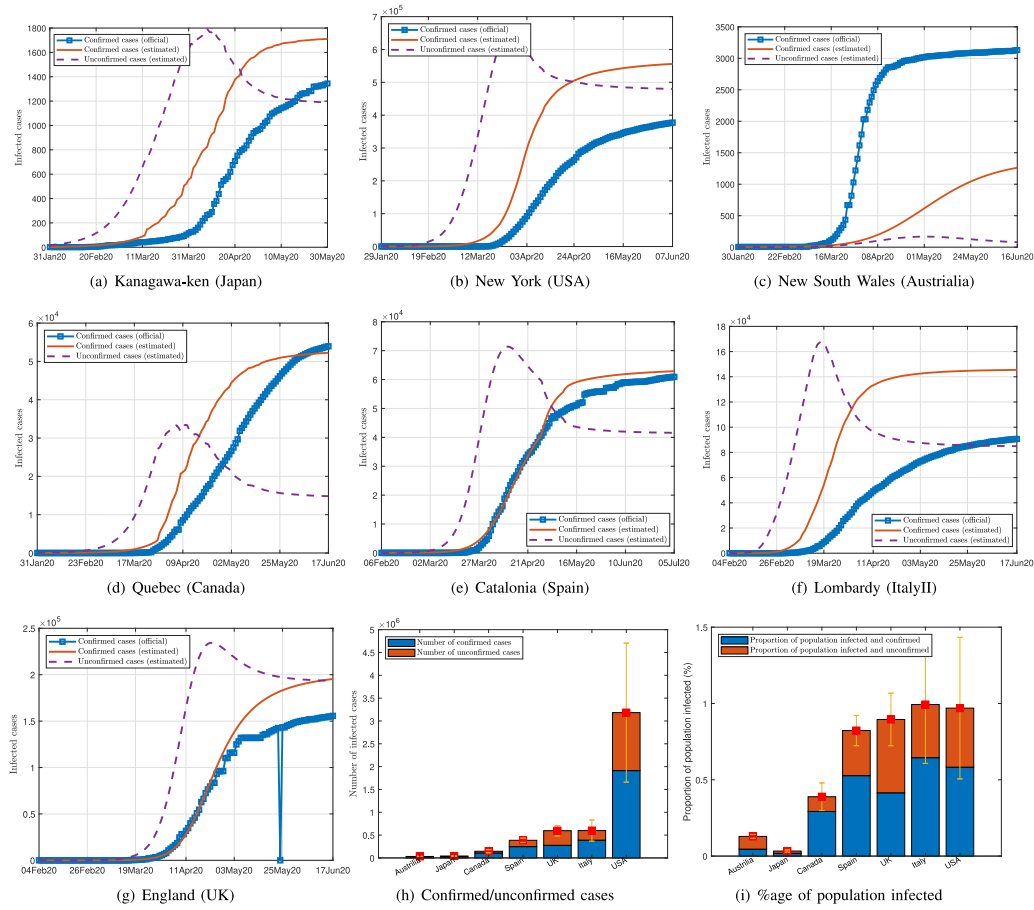 1800
1600
1400
1200
1000
800
600
400
200
0
Infected cases
Confirmed cases (official)
Confirmed cases (estimated)
Unconfirmed cases (estimated)
31Jan20 20Feb20 11Mar20 31Mar20 20Apr20 10May20 30May20
(a) Kanagawa-ken (Japan)
×10^5
7
6
5
4
3
2
1
0
Infected cases
Confirmed cases (official)
Confirmed cases (estimated)
Unconfirmed cases (estimated)
29Jan20 19Feb20 12Mar20 03Apr20 24Apr20 16May20 07Jun20
(b) New York (USA)
3500
3000
2500
2000
1500
1000
500
0
Infected cases
Confirmed cases (official)
Confirmed cases (estimated)
Unconfirmed cases (estimated)
30Jan20 22Feb20 16Mar20 08Apr20 01May20 24May20 16Jun20
(c) New South Wales (Austrialia)
×10^4
6
5
4
3
2
1
0
Infected cases
Confirmed cases (official)
Confirmed cases (estimated)
Unconfirmed cases (estimated)
31Jan20 23Feb20 17Mar20 09Apr20 02May20 25May20 17Jun20
(d) Quebec (Canada)
×10^4
8
7
6
5
4
3
2
1
0
Infected cases
Confirmed cases (official)
Confirmed cases (estimated)
Unconfirmed cases (estimated)
06Feb20 02Mar20 27Mar20 21Apr20 16May20 10Jun20 05Jul20
(e) Catalonia (Spain)
×10^4
18
16
14
12
10
8
6
4
2
0
Infected cases
Confirmed cases (official)
Confirmed cases (estimated)
Unconfirmed cases (estimated)
04Feb20 26Feb20 19Mar20 11Apr20 03May20 25May20 17Jun20
(f) Lombardy (ItalyII)
×10^5
2.5
2
1.5
1
0.5
0
Infected cases
Confirmed cases (official)
Confirmed cases (estimated)
Unconfirmed cases (estimated)
04Feb20 26Feb20 19Mar20 11Apr20 03May20 25May20 17Jun20
(g) England (UK)
×10^6
5
4.5
4
3.5
3
2.5
2
1.5
1
0.5
0
Number of infected cases
Number of confirmed cases
Number of unconfirmed cases
Austrilia Japan Canada Spain UK Italy USA
(h) Confirmed/unconfirmed cases
1.5
1
0.5
0
Proportion of population infected (%)
Proportion of population infected and confirmed
Proportion of population infected and unconfirmed
Austrilia Japan Canada Spain UK Italy USA
(i) %age of population infected